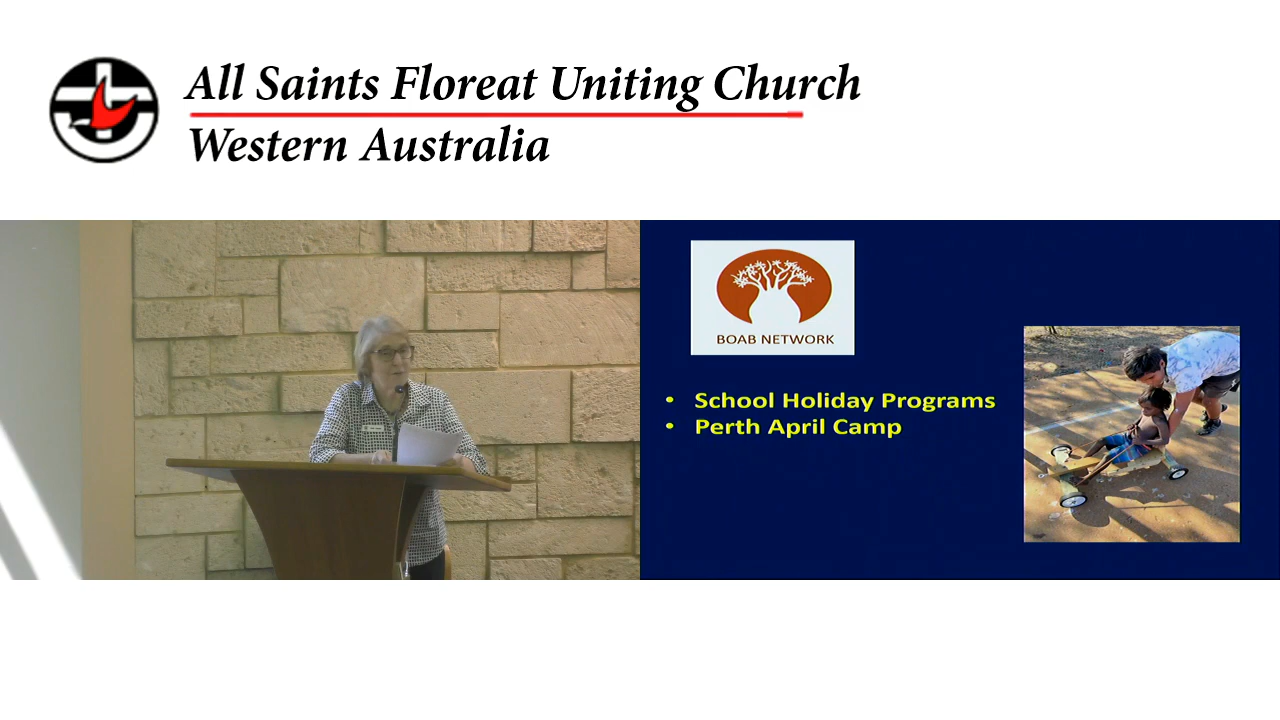 All Saints Floreat Uniting Church
Western Australia
BOAB NETWORK
• School Holiday Programs
• Perth April Camp